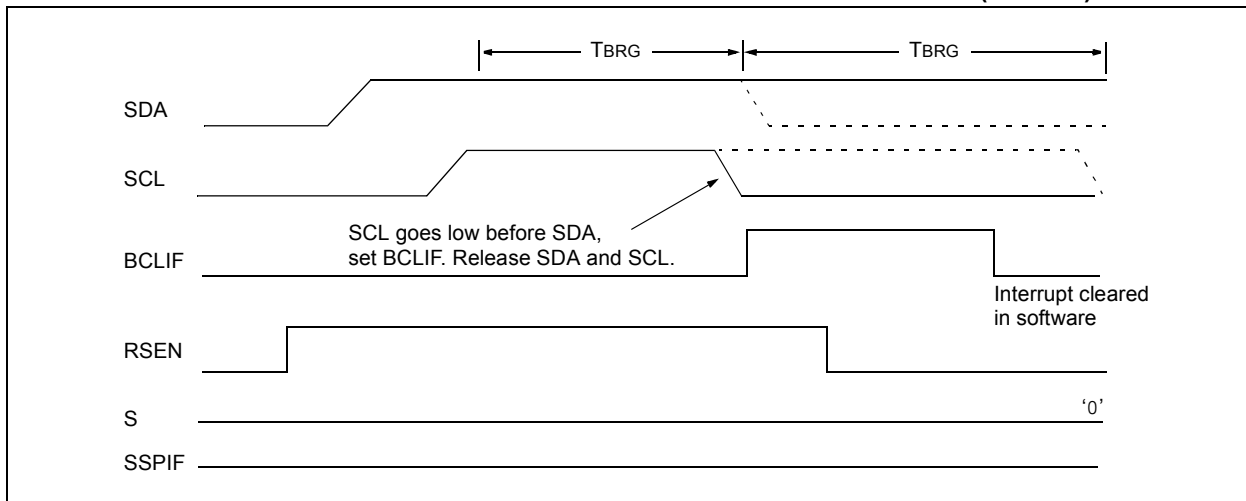 TBRG
TBRG
SDA
SCL
SCL goes low before SDA,
set BCLIF. Release SDA and SCL.
BCLIF
Interrupt cleared
in software
RSEN
S
‘0’
SSPIF